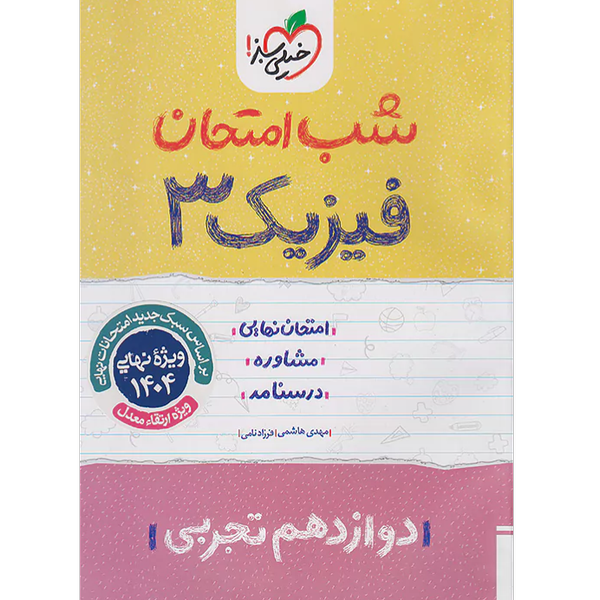 خیلی سبز!
شب امتحان
فیزیک ۳
امتحان نهایی
مشاوره
درسنامه
مهدی هاشمی | فرزاد نامی
بر اساس سبک جدید امتحانات نهایی
ویژهٔ نهایی
۱۴۰۴
ویژه ارتقاء معدل
دوازدهم تجربی